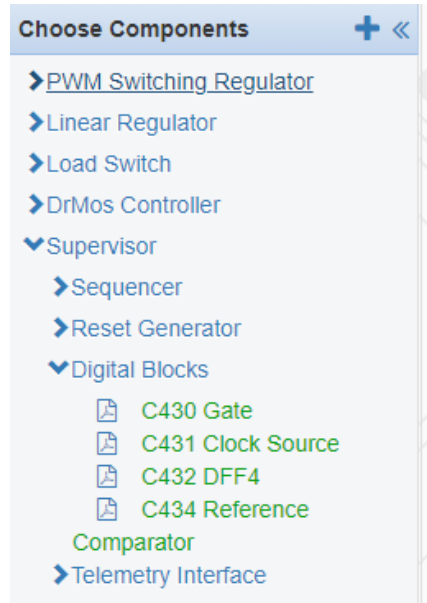 Choose Components
PWM Switching Regulator
Linear Regulator
Load Switch
DrMos Controller
Supervisor
Sequencer
Reset Generator
Digital Blocks
C430 Gate
C431 Clock Source
C432 DFF4
C434 Reference
Comparator
Telemetry Interface